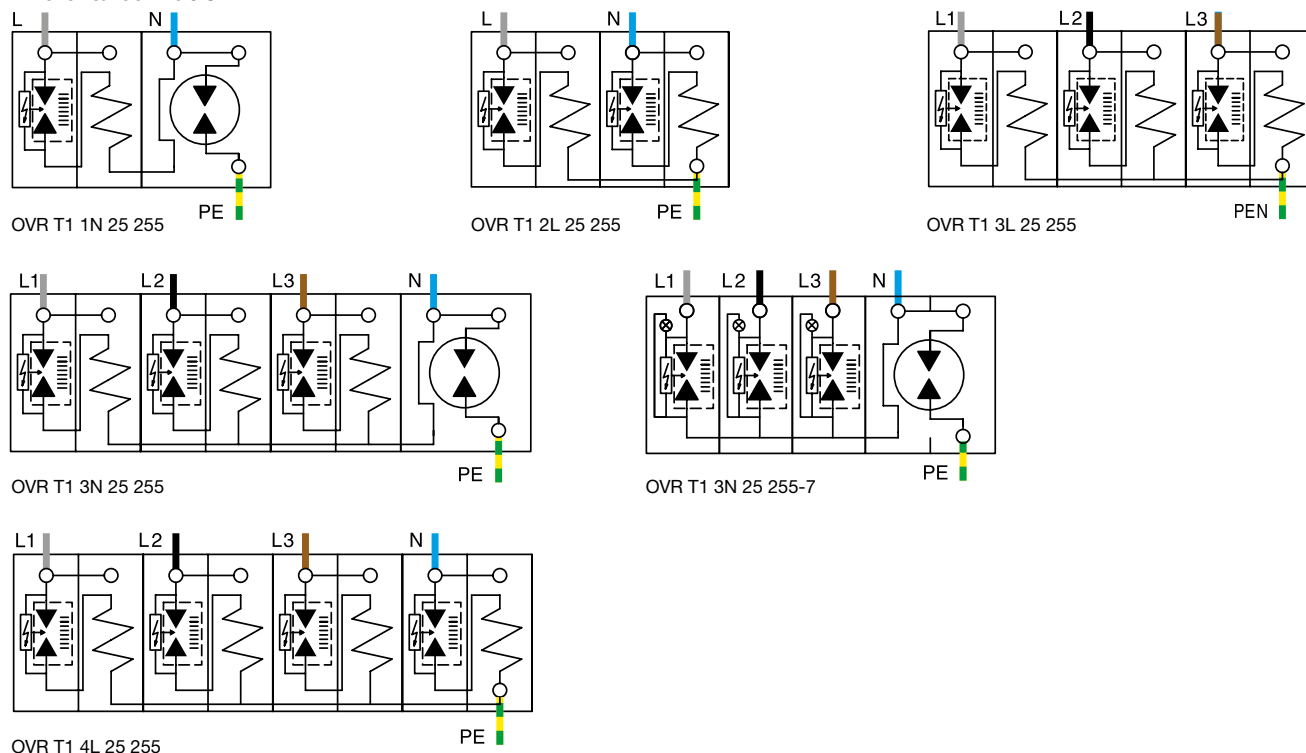 L N
PE
OVR T1 1N 25 255
L N
PE
OVR T1 2L 25 255
L1 L2 L3
PEN
OVR T1 3L 25 255
L1 L2 L3 N
PE
OVR T1 3N 25 255
L1 L2 L3 N
PE
OVR T1 3N 25 255-7
L1 L2 L3 N
PE
OVR T1 4L 25 255